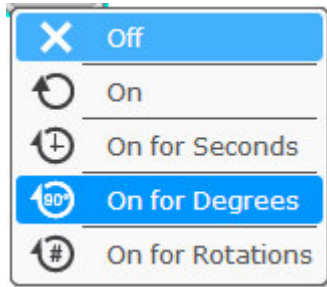 Off
On
On for Seconds
90° On for Degrees
# On for Rotations